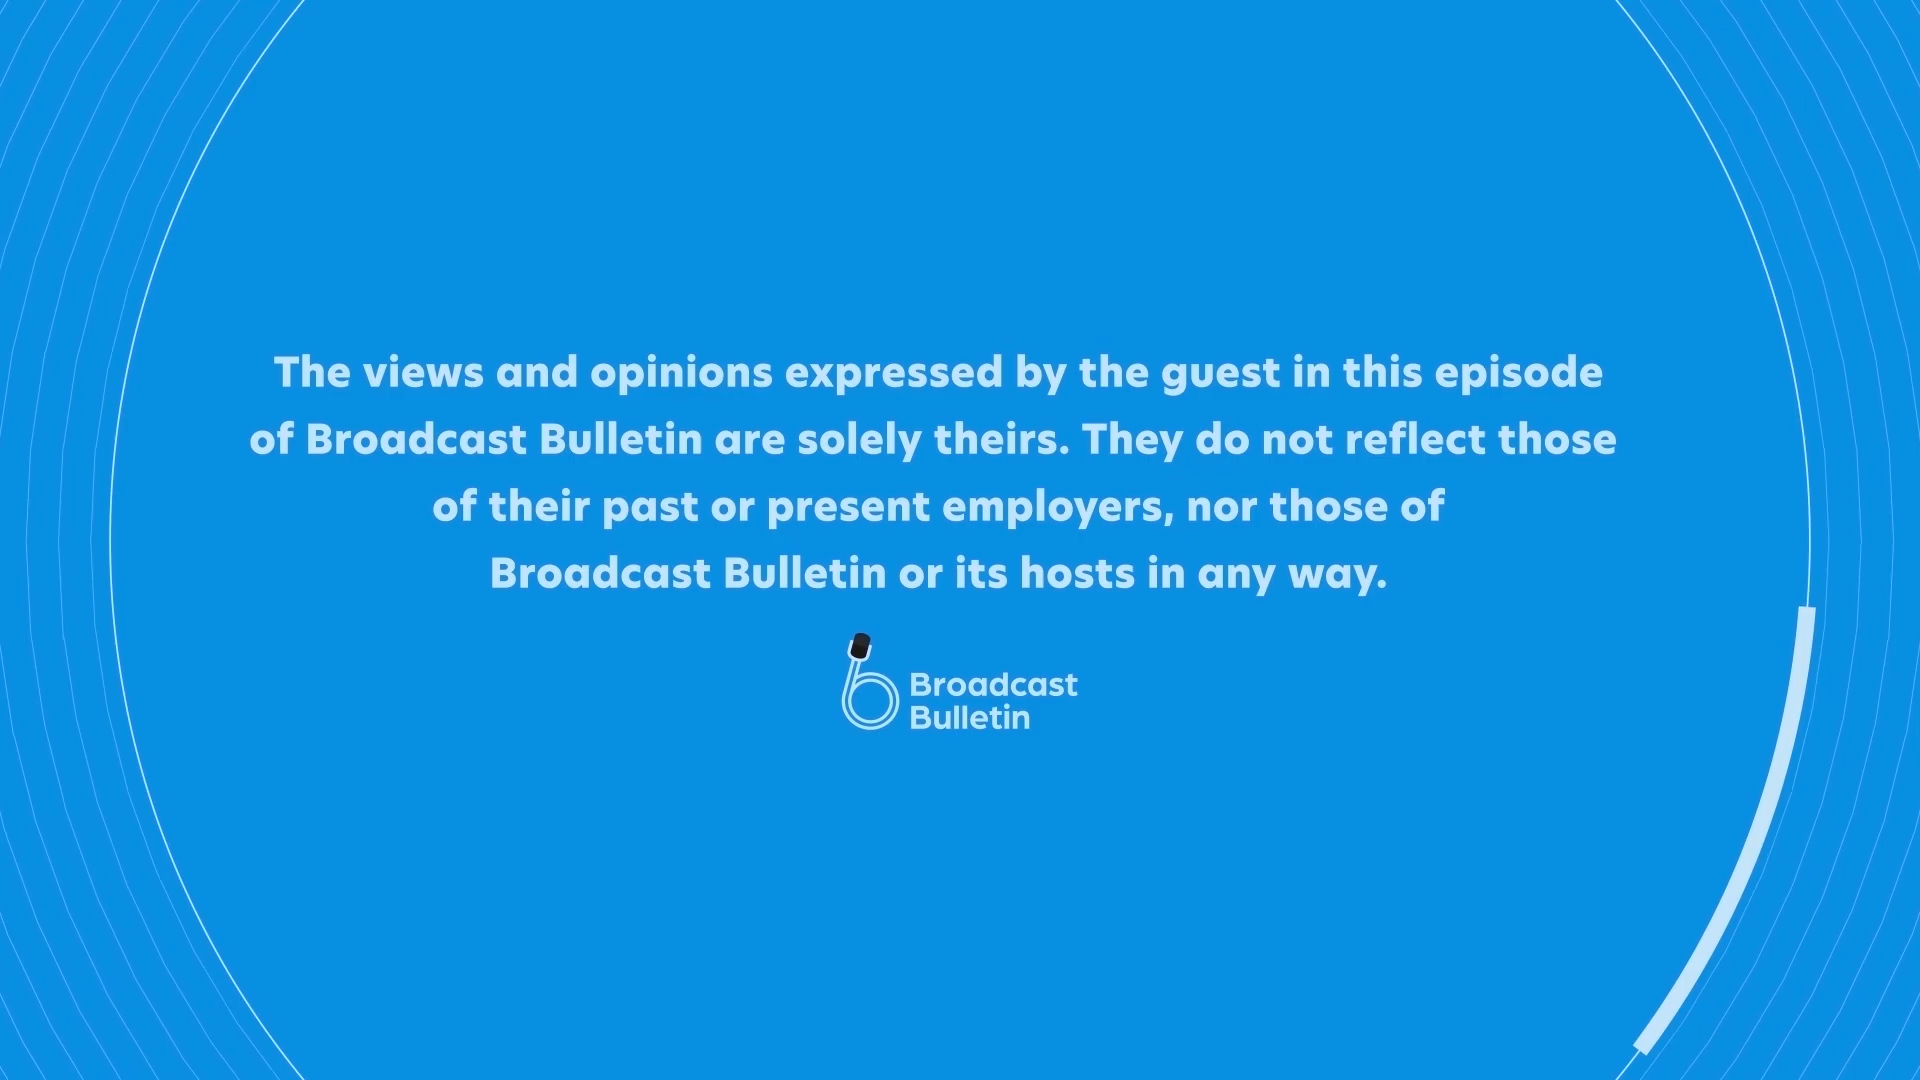 The views and opinions expressed by the guest in this episode
of Broadcast Bulletin are solely theirs. They do not reflect those
of their past or present employers, nor those of
Broadcast Bulletin or its hosts in any way.
Broadcast
Bulletin